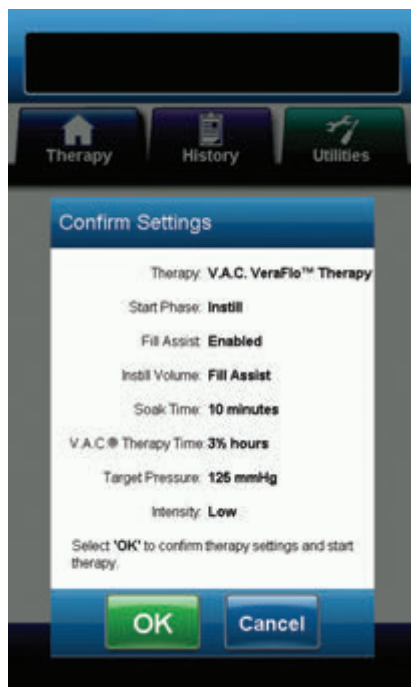 Therapy
History
Utilities
Confirm Settings
Therapy: V.A.C. VeraFlo™ Therapy
Start Phase: Instill
Fill Assist: Enabled
Instill Volume: Fill Assist
Soak Time: 10 minutes
V.A.C.® Therapy Time: 3½ hours
Target Pressure: 125 mmHg
Intensity: Low
Select 'OK' to confirm therapy settings and start
therapy.
OK
Cancel